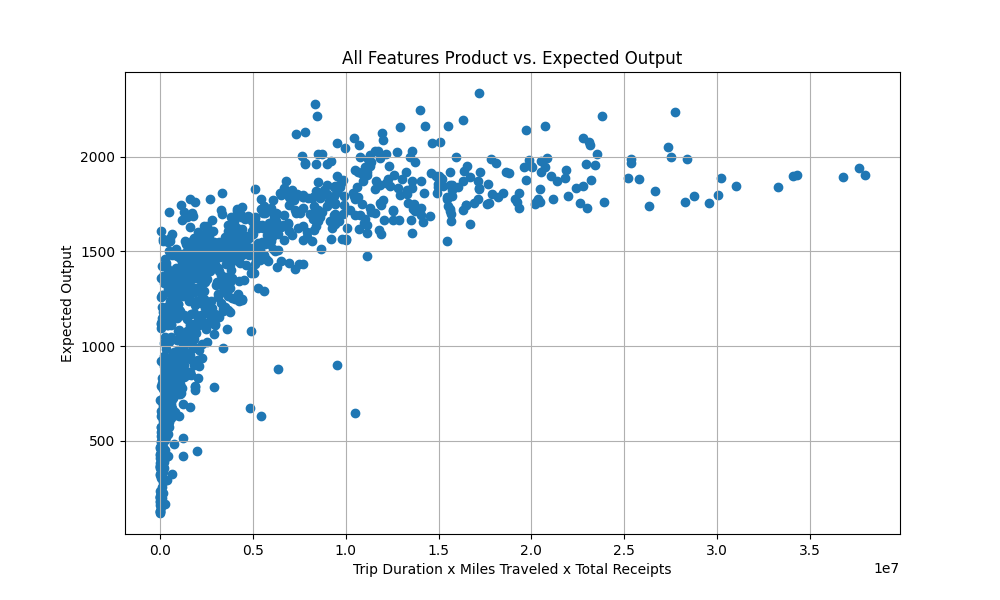 All Features Product vs. Expected Output
Expected Output
2000
1500
1000
500
0.0 0.5 1.0 1.5 2.0 2.5 3.0 3.5
1e7
Trip Duration x Miles Traveled x Total Receipts